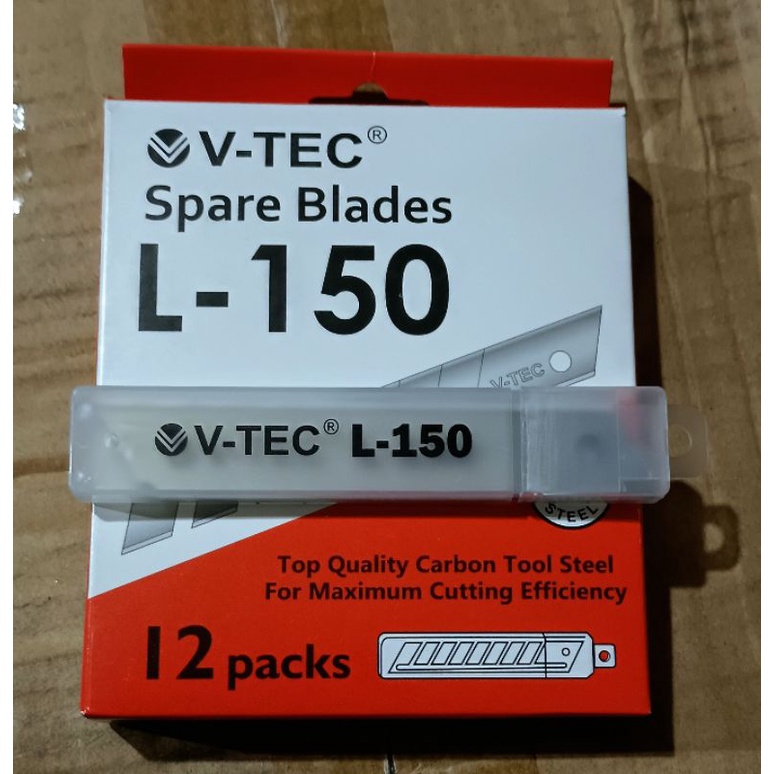 V-TEC®
Spare Blades
L-150
V-TEC
V-TEC® L-150
STEEL
Top Quality Carbon Tool Steel
For Maximum Cutting Efficiency
12 packs